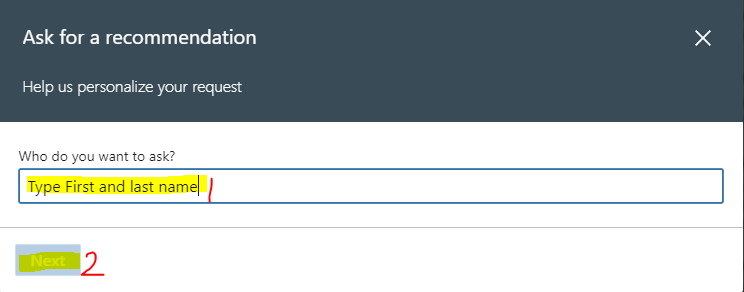 Ask for a recommendation
Help us personalize your request
Who do you want to ask?
Type First and last name 1
Next 2